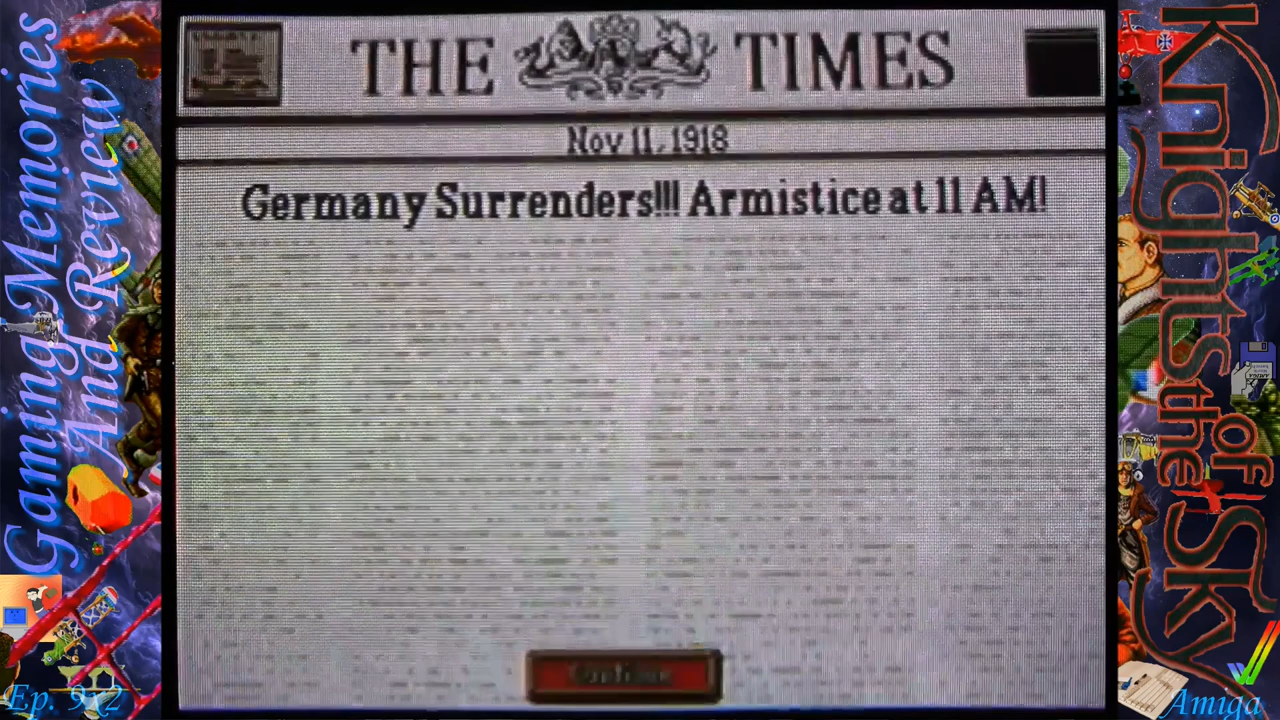 Gaming Memories
And Review
THE TIMES
Nov 11, 1918
Germany Surrenders!!! Armistice at 11 AM!
Continue
Knights
of
the
Sky
Amiga